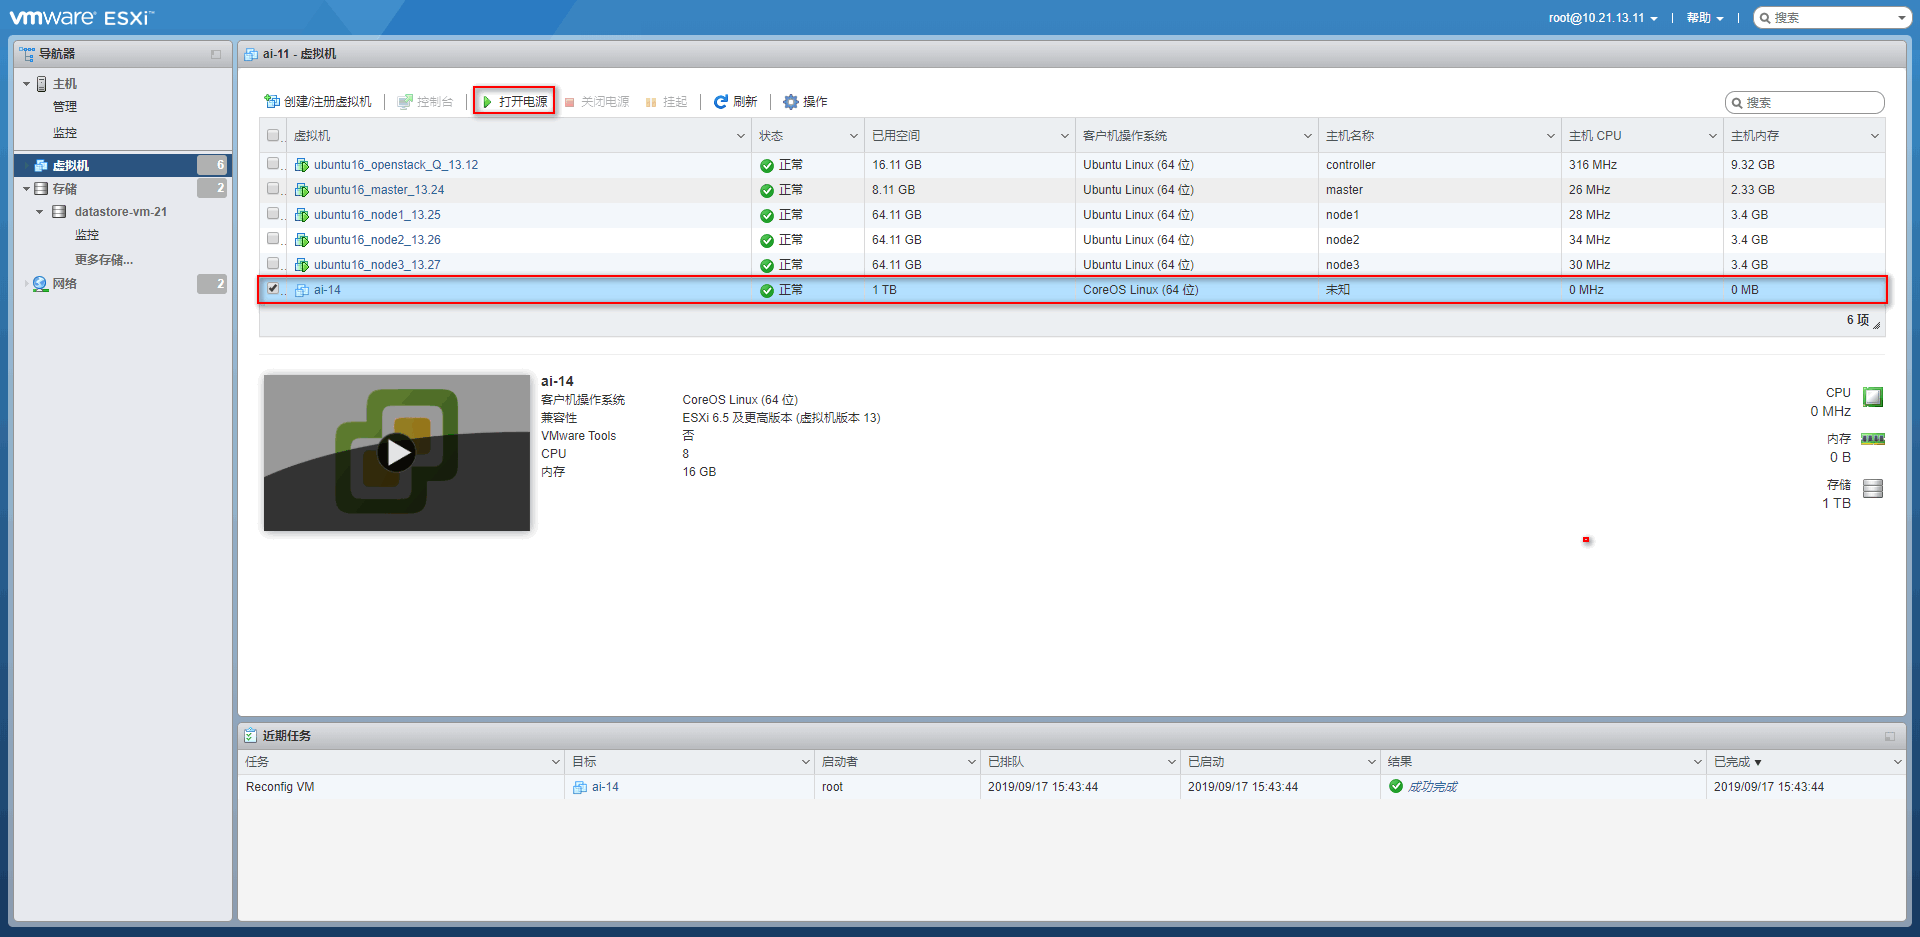 vmware ESXi™
root@10.21.13.11 | 帮助 | 搜索
导航器
主机
管理
监控
虚拟机 6
存储 2
datastore-vm-21
监控
更多存储...
网络 2
ai-11 - 虚拟机
创建/注册虚拟机 | 控制台 | 打开电源 关闭电源 挂起 | 刷新 | 操作 搜索
虚拟机 状态 已用空间 客户机操作系统 主机名称 主机 CPU 主机内存
ubuntu16_openstack_Q_13.12 正常 16.11 GB Ubuntu Linux (64 位) controller 316 MHz 9.32 GB
ubuntu16_master_13.24 正常 8.11 GB Ubuntu Linux (64 位) master 26 MHz 2.33 GB
ubuntu16_node1_13.25 正常 64.11 GB Ubuntu Linux (64 位) node1 28 MHz 3.4 GB
ubuntu16_node2_13.26 正常 64.11 GB Ubuntu Linux (64 位) node2 34 MHz 3.4 GB
ubuntu16_node3_13.27 正常 64.11 GB Ubuntu Linux (64 位) node3 30 MHz 3.4 GB
ai-14 正常 1 TB CoreOS Linux (64 位) 未知 0 MHz 0 MB
6 项
ai-14
客户机操作系统 CoreOS Linux (64 位)
兼容性 ESXi 6.5 及更高版本 (虚拟机版本 13)
VMware Tools 否
CPU 8
内存 16 GB
CPU
0 MHz
内存
0 B
存储
1 TB
近期任务
任务 目标 启动者 已排队 已启动 结果 已完成 ▼
Reconfig VM ai-14 root 2019/09/17 15:43:44 2019/09/17 15:43:44 成功完成 2019/09/17 15:43:44